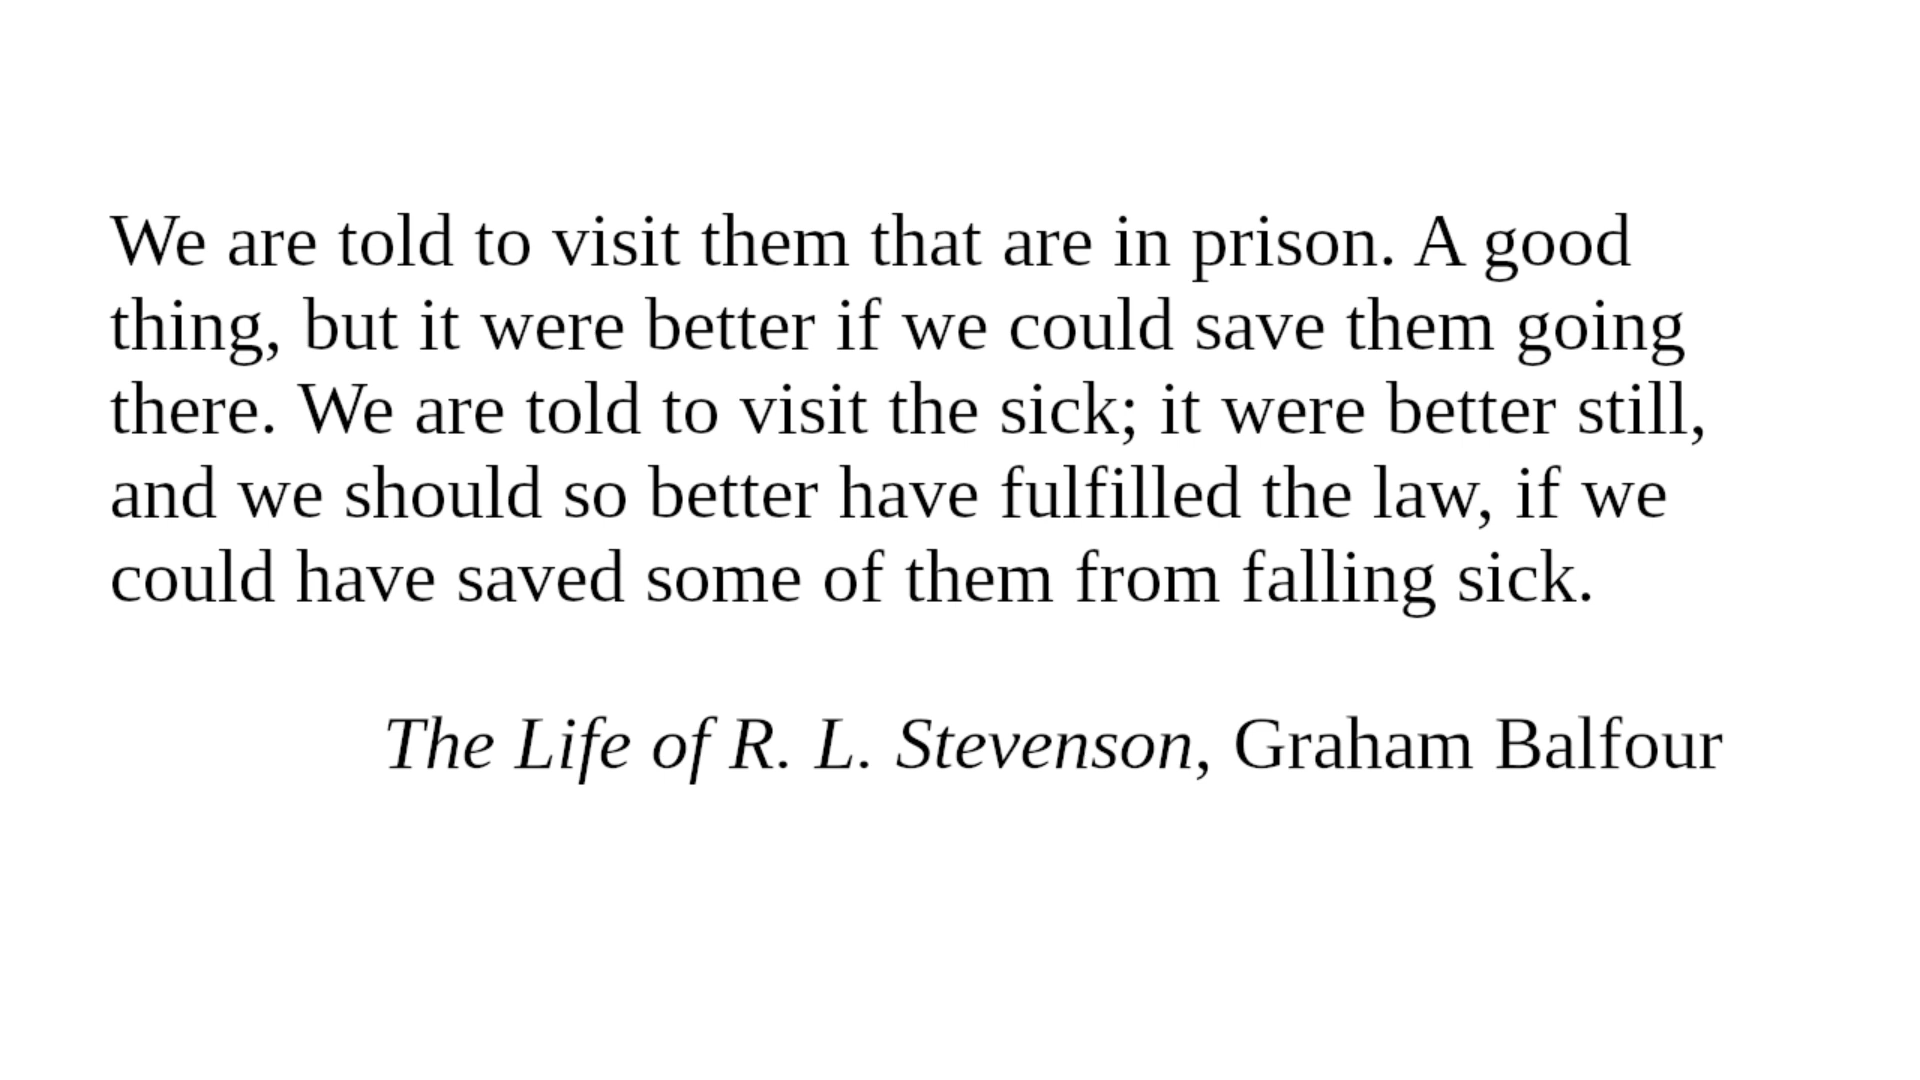 We are told to visit them that are in prison. A good
thing, but it were better if we could save them going
there. We are told to visit the sick; it were better still,
and we should so better have fulfilled the law, if we
could have saved some of them from falling sick.
The Life of R. L. Stevenson, Graham Balfour